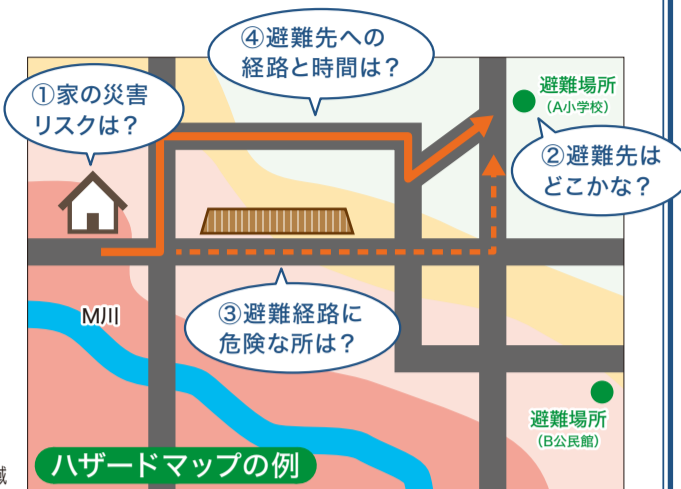 ④避難先への
経路と時間は？
①家の災害
リスクは？
避難場所
(A小学校)
②避難先は
どこかな？
M川
③避難経路に
危険な所は？
避難場所
(B公民館)
ハザードマップの例